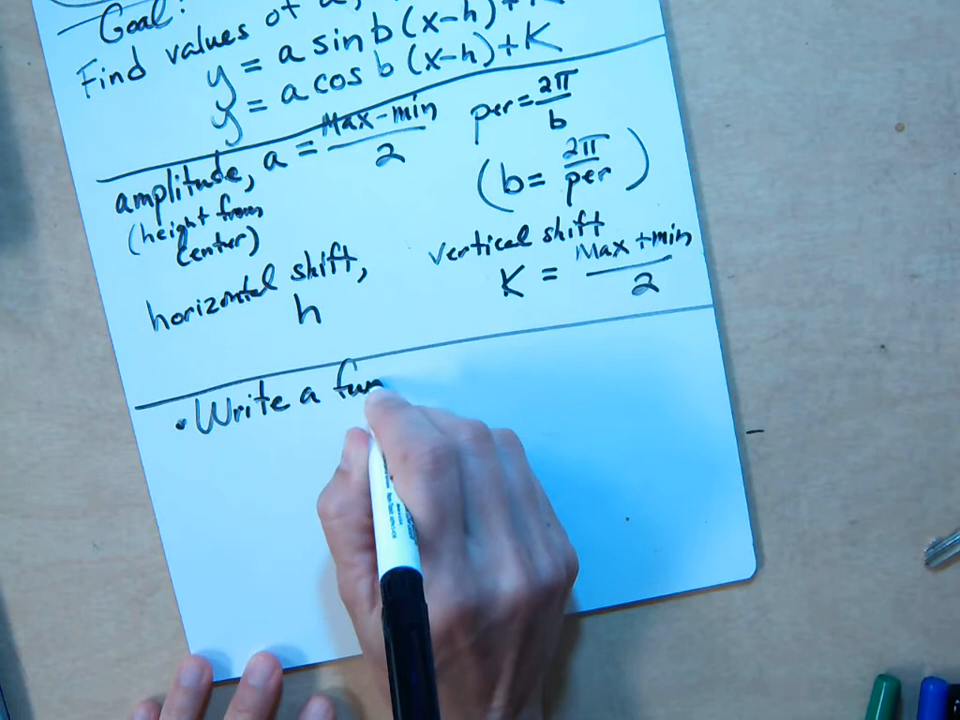 Goal:
Find values of a,
y = a sin b (x-h) + K
y = a cos b (x-h) + K
amplitude, a = Max - min / 2
per = 2π / b
(b = 2π / per)
(height from
center)
horizontal shift,
h
vertical shift
K = Max + min / 2
• Write a fun